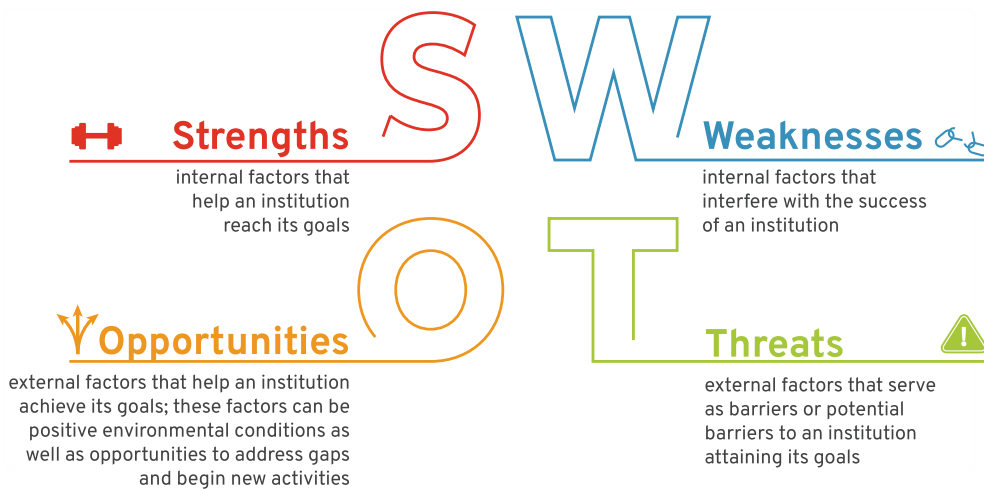 S W
Strengths
internal factors that
help an institution
reach its goals
Weaknesses
internal factors that
interfere with the success
of an institution
O T
Opportunities
external factors that help an institution
achieve its goals; these factors can be
positive environmental conditions as
well as opportunities to address gaps
and begin new activities
Threats
external factors that serve
as barriers or potential
barriers to an institution
attaining its goals